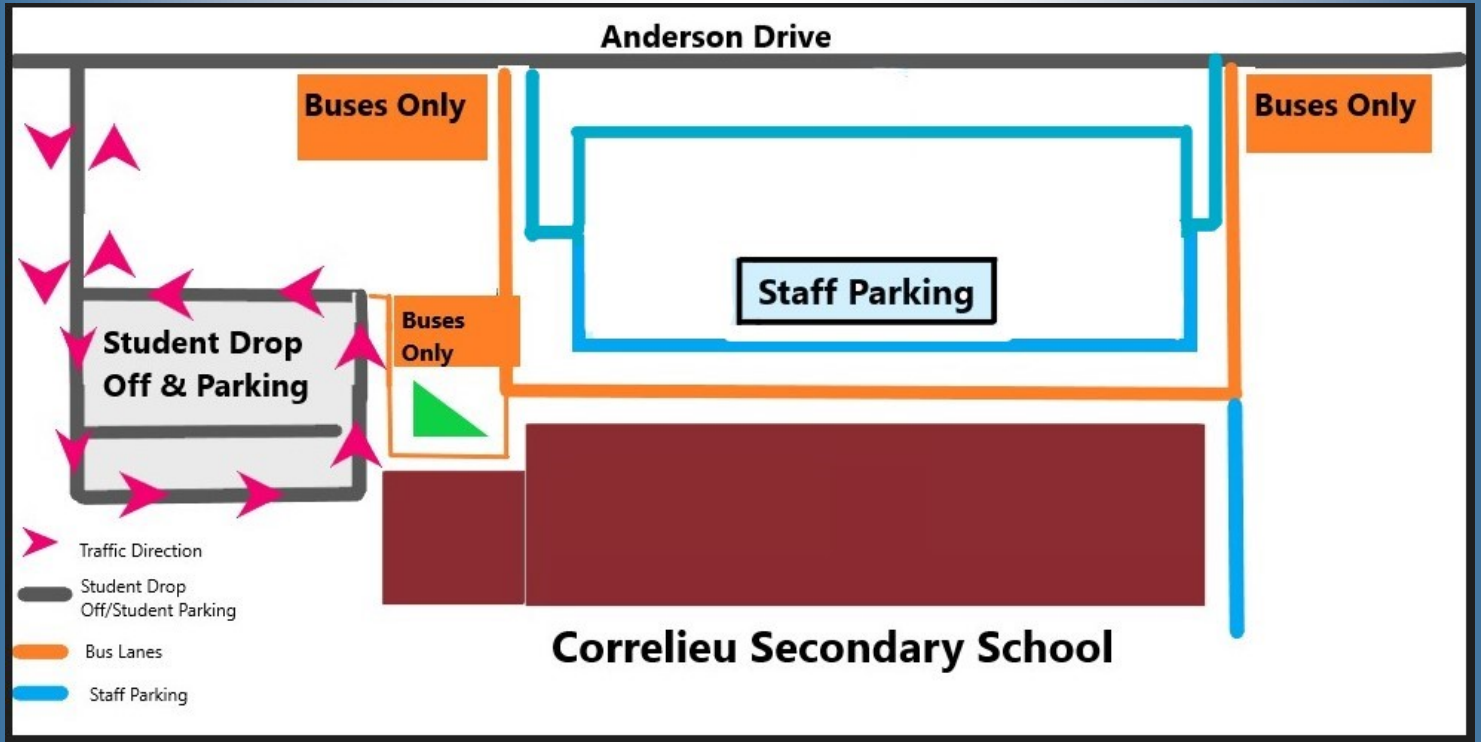 Anderson Drive
Buses Only
Buses Only
Staff Parking
Buses
Only
Student Drop
Off & Parking
Traffic Direction
Student Drop
Off/Student Parking
Bus Lanes
Staff Parking
Correlieu Secondary School